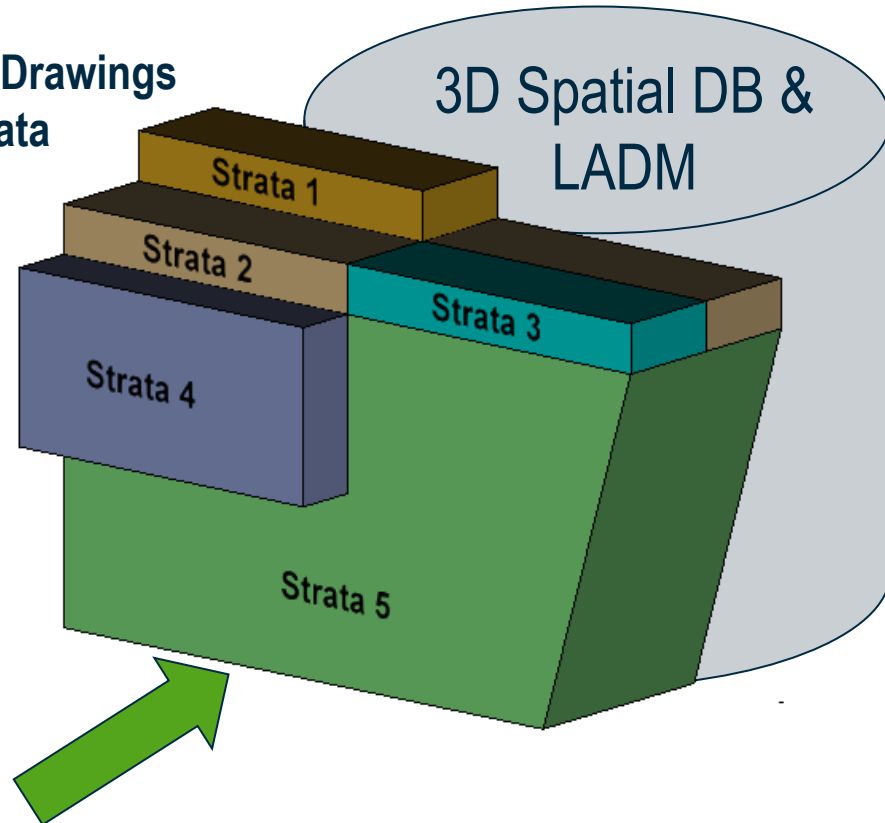 Drawings
ata
3D Spatial DB &
LADM
Strata 1
Strata 2
Strata 3
Strata 4
Strata 5
-